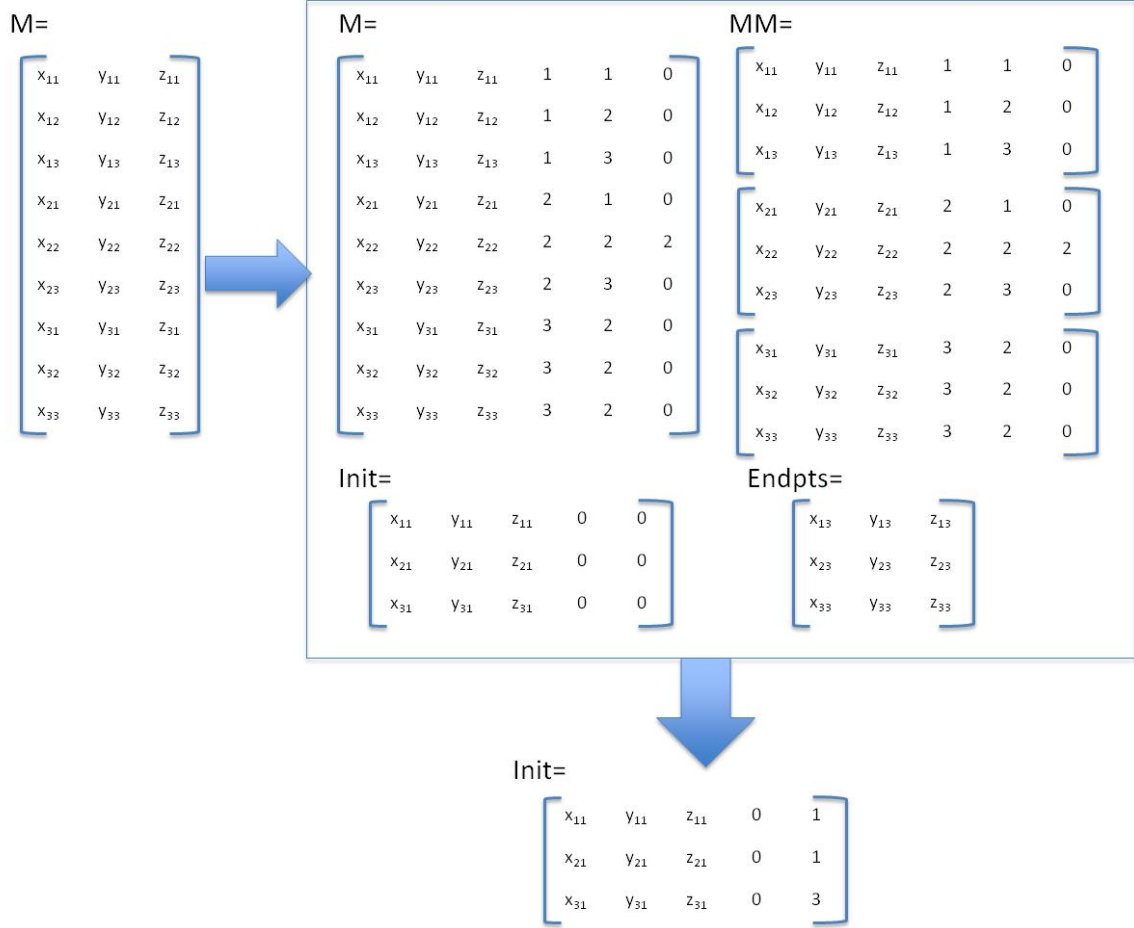 M=
x11 y11 z11
x12 y12 z12
x13 y13 z13
x21 y21 z21
x22 y22 z22
x23 y23 z23
x31 y31 z31
x32 y32 z32
x33 y33 z33
M=
x11 y11 z11 1 1 0
x12 y12 z12 1 2 0
x13 y13 z13 1 3 0
x21 y21 z21 2 1 0
x22 y22 z22 2 2 2
x23 y23 z23 2 3 0
x31 y31 z31 3 2 0
x32 y32 z32 3 2 0
x33 y33 z33 3 2 0
MM=
x11 y11 z11 1 1 0
x12 y12 z12 1 2 0
x13 y13 z13 1 3 0
x21 y21 z21 2 1 0
x22 y22 z22 2 2 2
x23 y23 z23 2 3 0
x31 y31 z31 3 2 0
x32 y32 z32 3 2 0
x33 y33 z33 3 2 0
Init=
x11 y11 z11 0 0
x21 y21 z21 0 0
x31 y31 z31 0 0
Endpts=
x13 y13 z13
x23 y23 z23
x33 y33 z33
Init=
x11 y11 z11 0 1
x21 y21 z21 0 1
x31 y31 z31 0 3